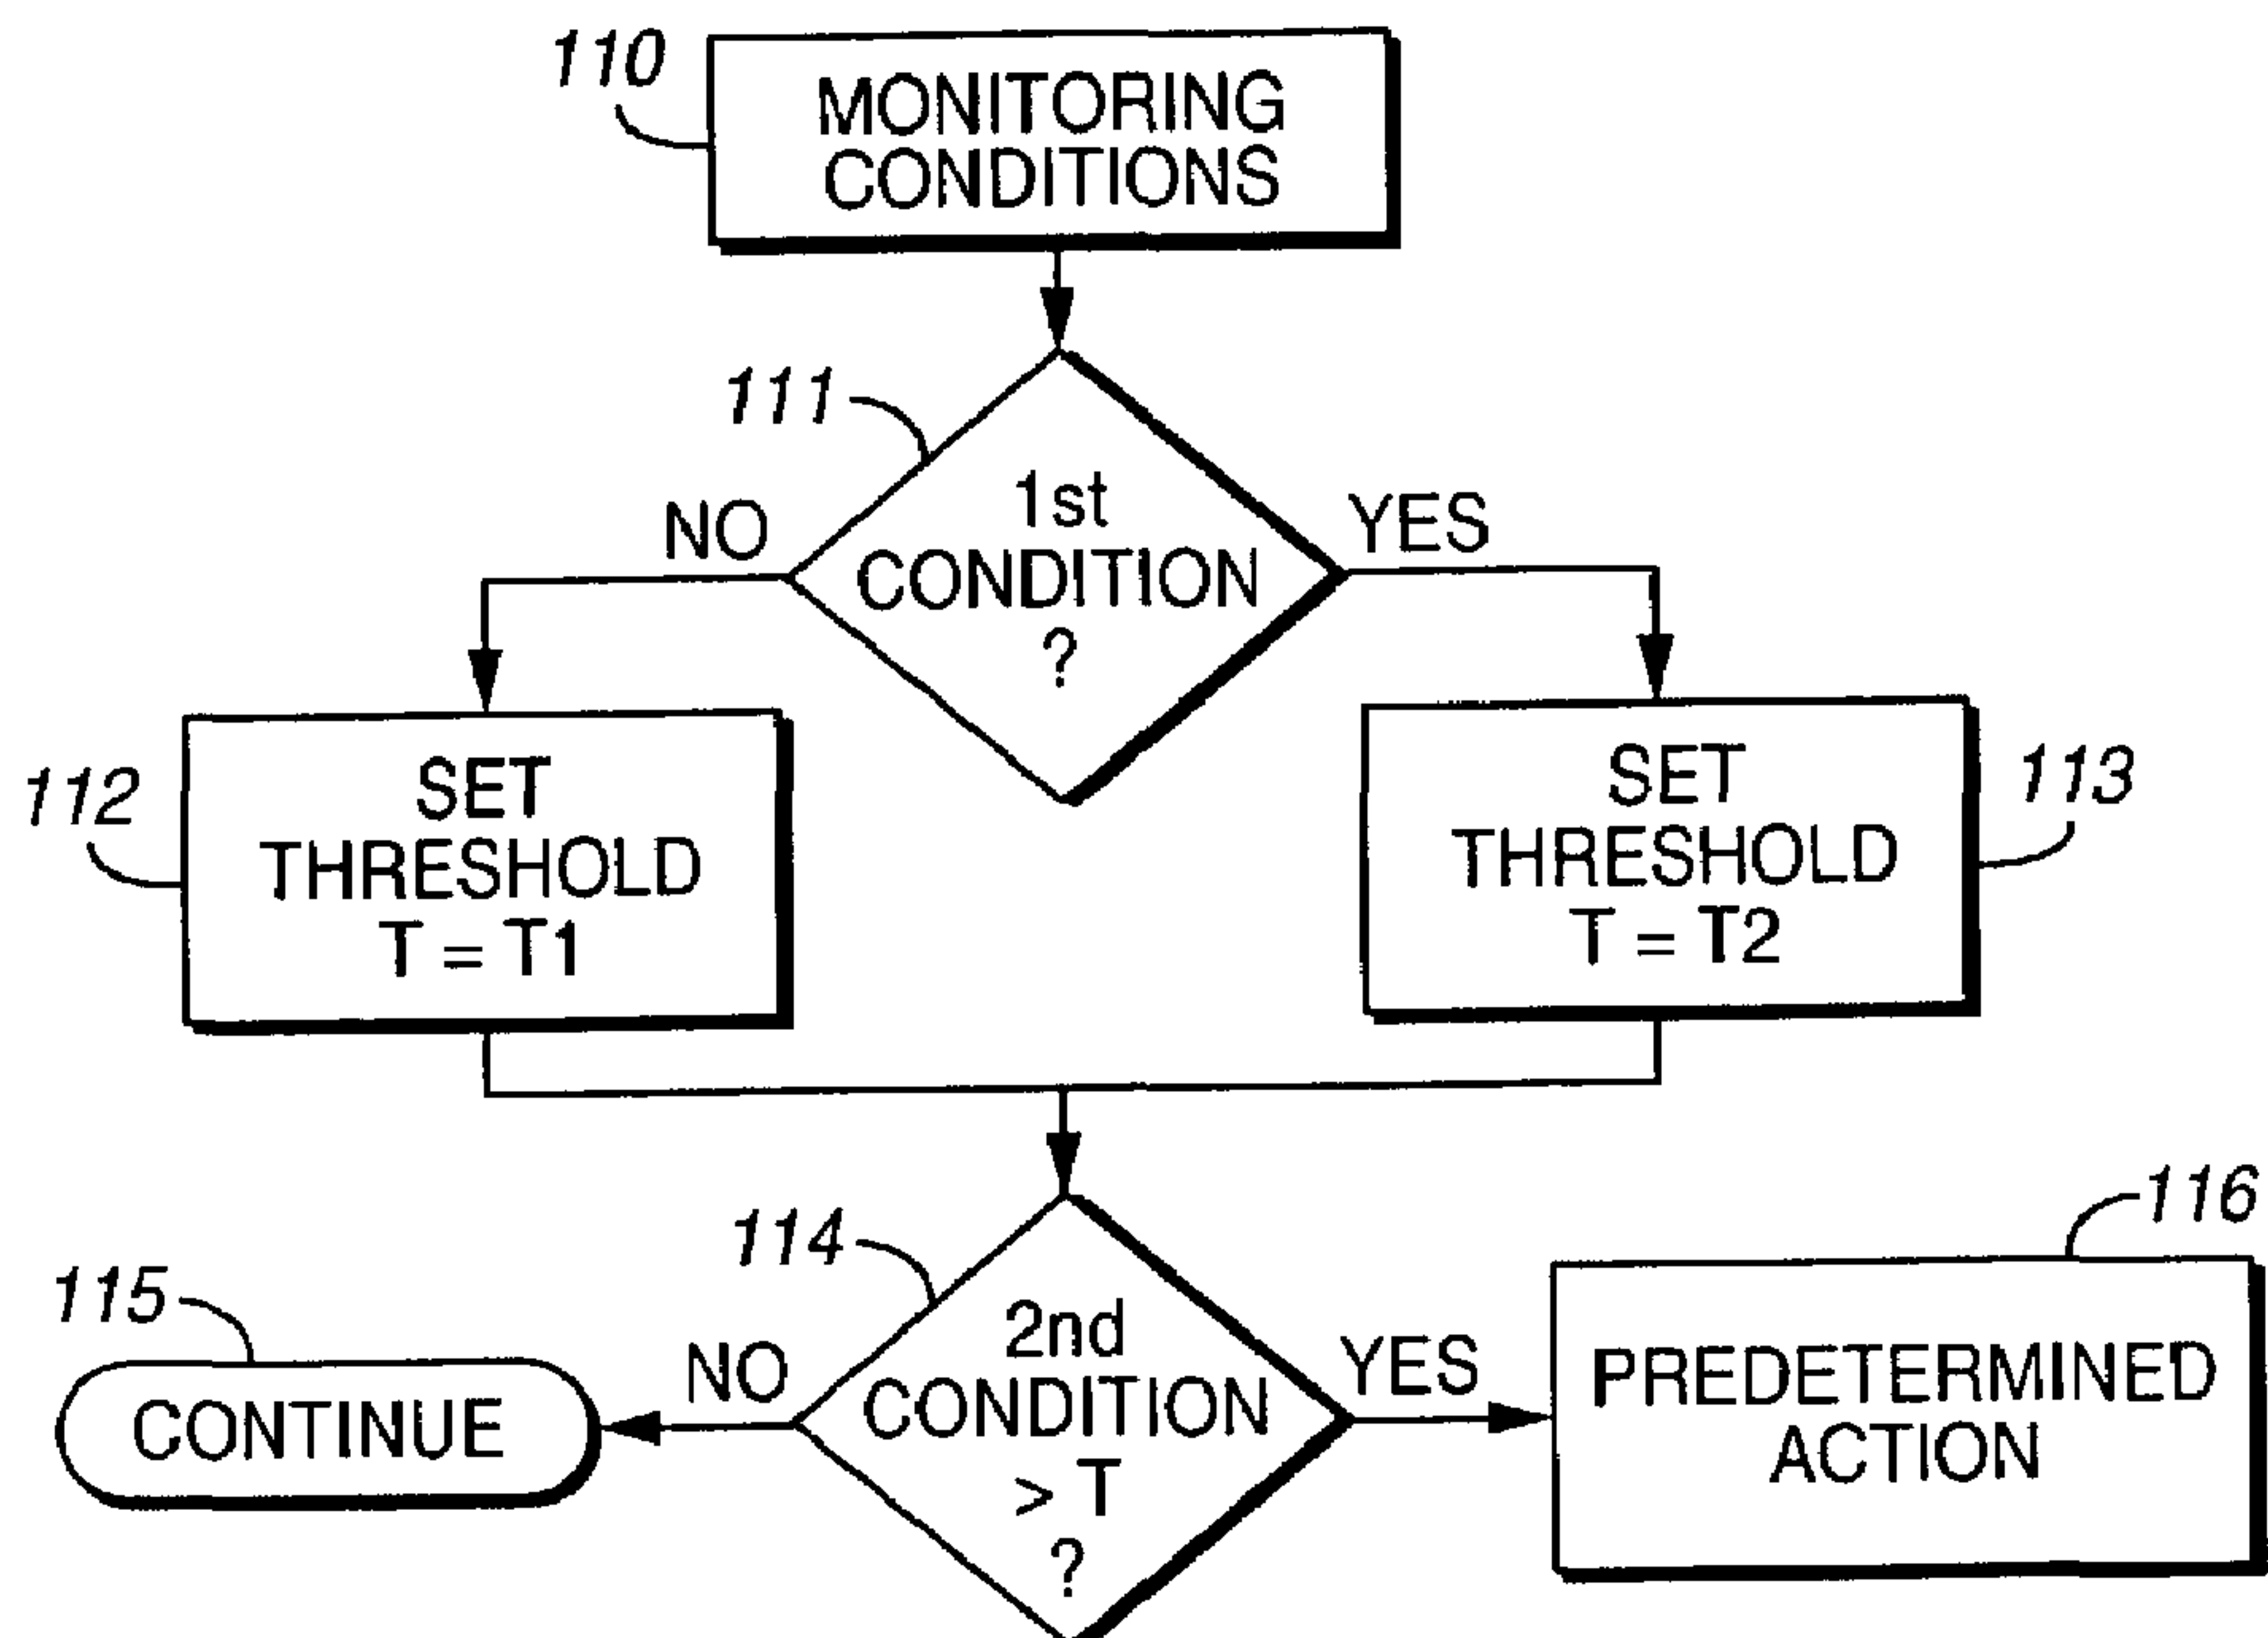 110
MONITORING
CONDITIONS
111
1st
CONDITION
?
NO
YES
112
SET
THRESHOLD
T = T1
SET
THRESHOLD
T = T2
113
114
2nd
CONDITION
> T
?
NO
YES
115
CONTINUE
116
PREDETERMINED
ACTION